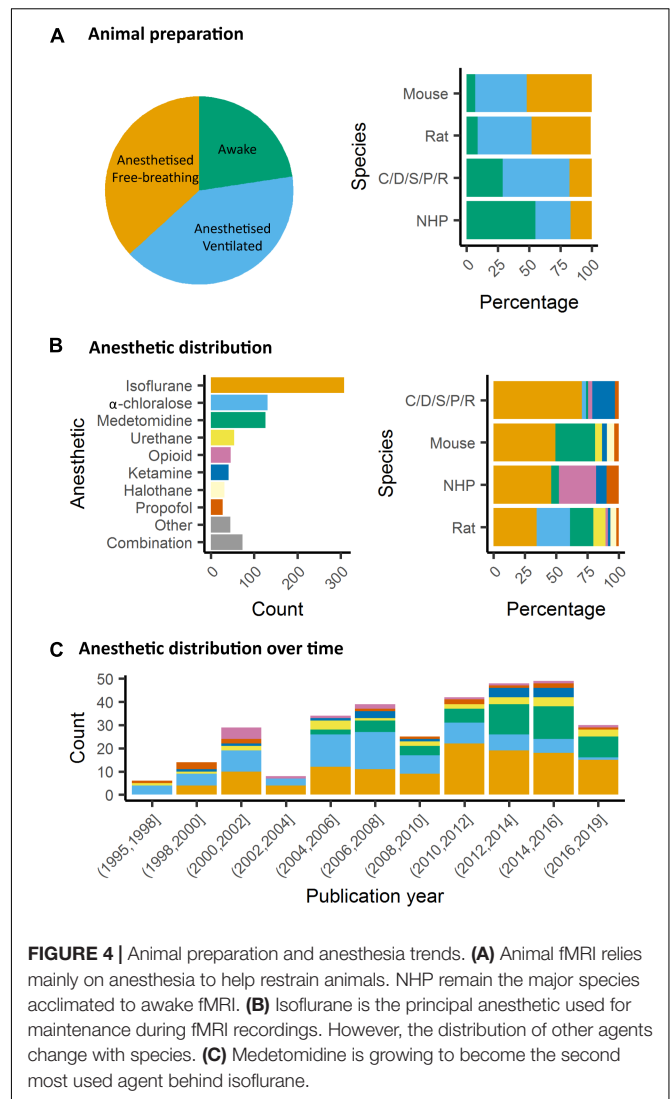 A Animal preparation
Awake
Anesthetised
Free-breathing
Anesthetised
Ventilated
Species
Mouse
Rat
C/D/S/P/R
NHP
0 25 50 75 100
Percentage
B Anesthetic distribution
Anesthetic
Isoflurane
α-chloralose
Medetomidine
Urethane
Opioid
Ketamine
Halothane
Propofol
Other
Combination
0 100 200 300
Count
Species
C/D/S/P/R
Mouse
NHP
Rat
0 25 50 75 100
Percentage
C Anesthetic distribution over time
Count
50
40
30
20
10
0
(1995,1998] (1998,2000] (2000,2002] (2002,2004] (2004,2006] (2006,2008] (2008,2010] (2010,2012] (2012,2014] (2014,2016] (2016,2019]
Publication year
FIGURE 4 | Animal preparation and anesthesia trends. (A) Animal fMRI relies
mainly on anesthesia to help restrain animals. NHP remain the major species
acclimated to awake fMRI. (B) Isoflurane is the principal anesthetic used for
maintenance during fMRI recordings. However, the distribution of other agents
change with species. (C) Medetomidine is growing to become the second
most used agent behind isoflurane.